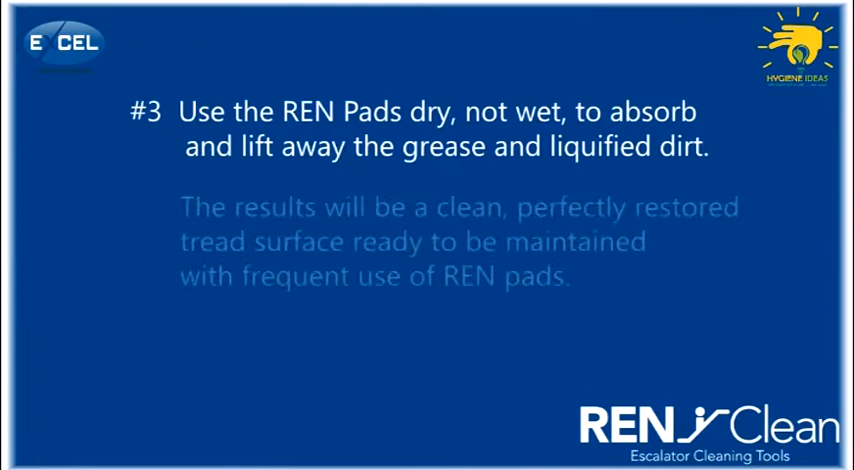 EXCEL
HYGIENE IDEAS
#3 Use the REN Pads dry, not wet, to absorb
and lift away the grease and liquified dirt.
The results will be a clean, perfectly restored
tread surface ready to be maintained
with frequent use of REN pads.
REN Clean
Escalator Cleaning Tools